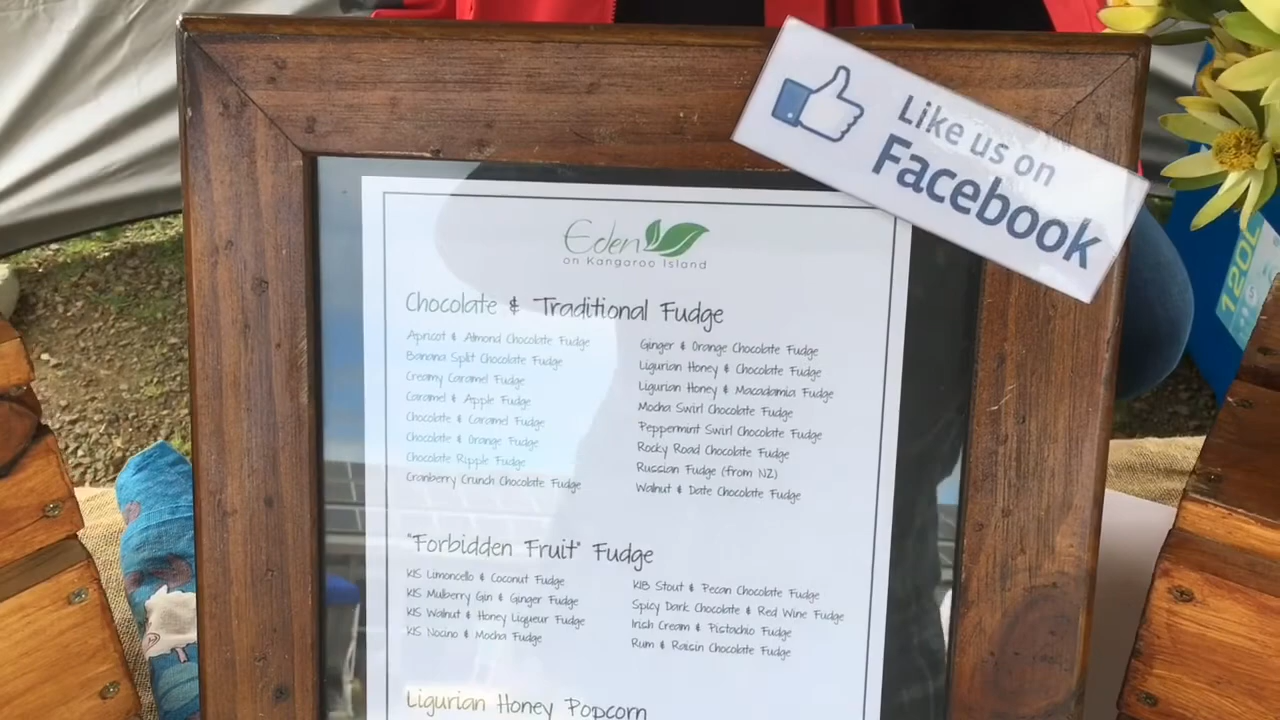 Like us on
Facebook
Eden
on Kangaroo Island
Chocolate & Traditional Fudge
Apricot & Almond Chocolate Fudge
Banana Split Chocolate Fudge
Creamy Caramel Fudge
Caramel & Apple Fudge
Chocolate & Caramel Fudge
Chocolate & Orange Fudge
Chocolate Ripple Fudge
Cranberry Crunch Chocolate Fudge
Ginger & Orange Chocolate Fudge
Ligurian Honey & Chocolate Fudge
Ligurian Honey & Macadamia Fudge
Mocha Swirl Chocolate Fudge
Peppermint Swirl Chocolate Fudge
Rocky Road Chocolate Fudge
Russian Fudge (from NZ)
Walnut & Date Chocolate Fudge
"Forbidden Fruit" Fudge
KIS Limoncello & Coconut Fudge
KIS Mulberry Gin & Ginger Fudge
KIS Walnut & Honey Liqueur Fudge
KIS Nocino & Mocha Fudge
KIB Stout & Pecan Chocolate Fudge
Spicy Dark Chocolate & Red Wine Fudge
Irish Cream & Pistachio Fudge
Rum & Raisin Chocolate Fudge
Ligurian Honey Popcorn
120L